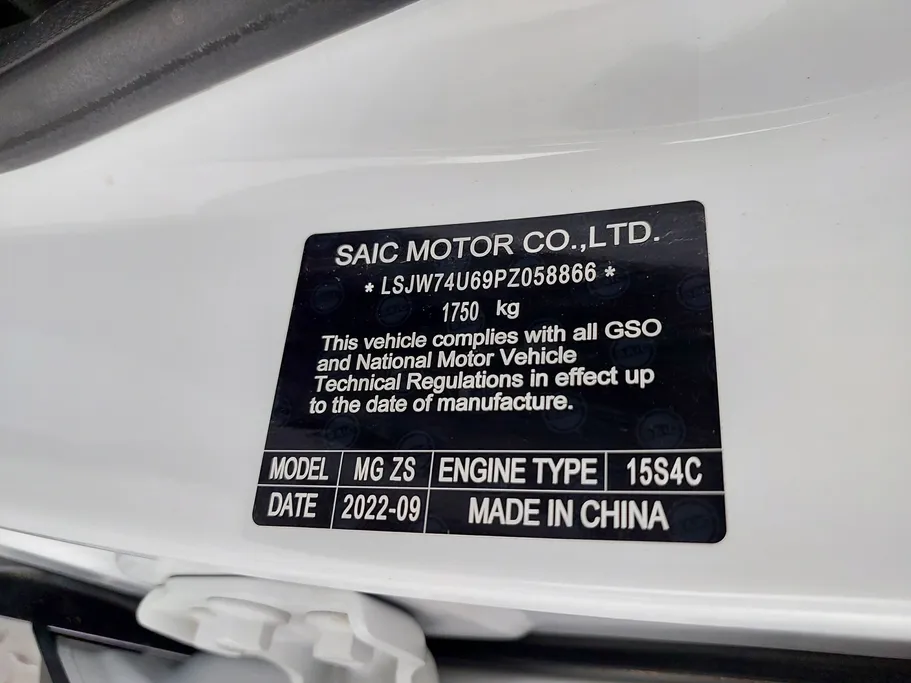 SAIC MOTOR CO.,LTD.
* LSJW74U69PZ058866 *
1750 kg
This vehicle complies with all GSO
and National Motor Vehicle
Technical Regulations in effect up
to the date of manufacture.
MODEL MG ZS ENGINE TYPE 15S4C
DATE 2022-09 MADE IN CHINA